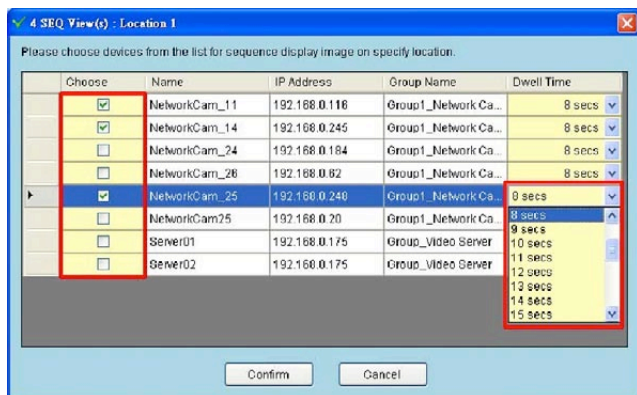 4 SEQ View(s) : Location 1
Please choose devices from the list for sequence display image on specify location.
Choose Name IP Address Group Name Dwell Time
NetworkCam_11 192.168.0.116 Group1_Network Ca... 8 secs
NetworkCam_14 192.168.0.245 Group1_Network Ca... 8 secs
NetworkCam_24 192.168.0.184 Group1_Network Ca... 8 secs
NetworkCam_26 192.168.0.62 Group1_Network Ca... 8 secs
NetworkCam_25 192.168.0.248 Group1_Network Ca... 8 secs
NetworkCam25 192.168.0.20 Group1_Network Ca... 8 secs
Server01 192.168.0.175 Group_Video Server 9 secs
10 secs
Server02 192.168.0.175 Group_Video Server 11 secs
12 secs
13 secs
14 secs
15 secs
Confirm Cancel